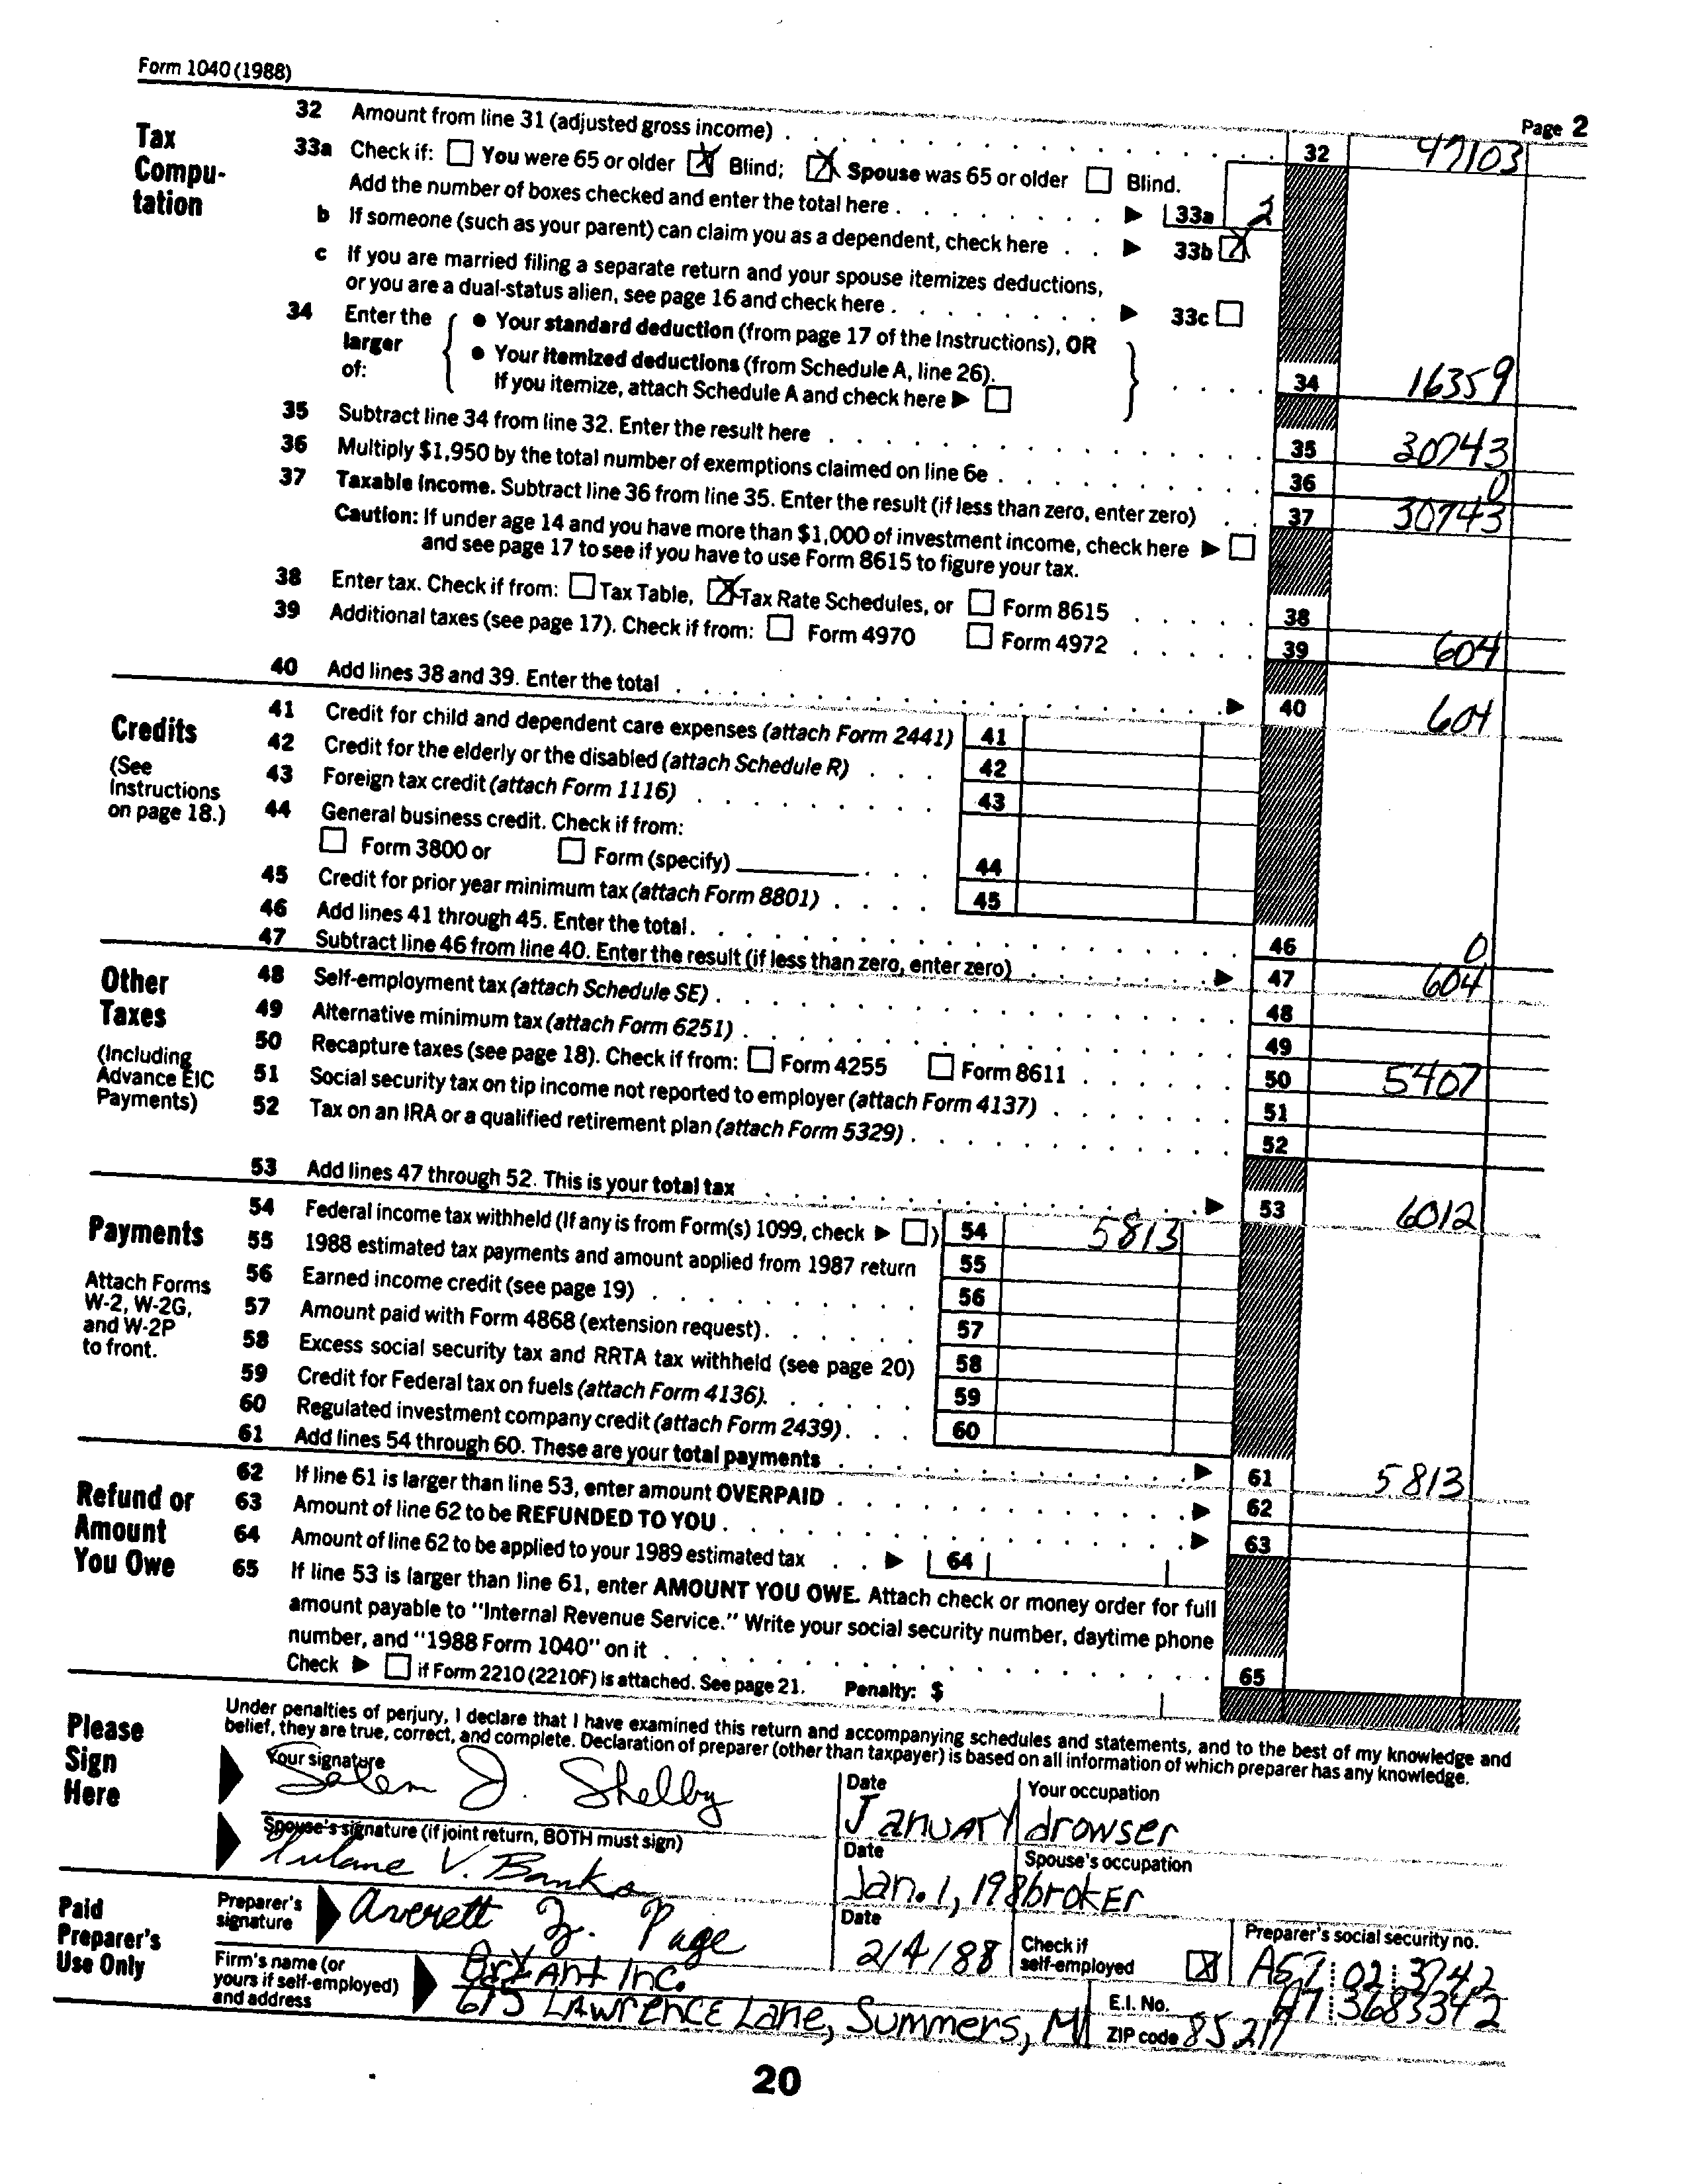 Form 1040 (1988)
Page 2
Tax Compu-tation
32 Amount from line 31 (adjusted gross income) 32 47103
33a Check if: You were 65 or older Blind; Spouse was 65 or older Blind.
Add the number of boxes checked and enter the total here 33a 2
b If someone (such as your parent) can claim you as a dependent, check here 33b
c If you are married filing a separate return and your spouse itemizes deductions,
or you are a dual-status alien, see page 16 and check here 33c
34 Enter the larger of:
• Your standard deduction (from page 17 of the Instructions), OR
• Your itemized deductions (from Schedule A, line 26).
If you itemize, attach Schedule A and check here 34 16359
35 Subtract line 34 from line 32. Enter the result here 35 30743
36 Multiply $1,950 by the total number of exemptions claimed on line 6e 36 0
37 Taxable income. Subtract line 36 from line 35. Enter the result (if less than zero, enter zero) 37 30743
Caution: If under age 14 and you have more than $1,000 of investment income, check here
and see page 17 to see if you have to use Form 8615 to figure your tax.
38 Enter tax. Check if from: Tax Table, Tax Rate Schedules, or Form 8615 38
39 Additional taxes (see page 17). Check if from: Form 4970 Form 4972 39 604
40 Add lines 38 and 39. Enter the total 40 604
Credits
(See Instructions on page 18.)
41 Credit for child and dependent care expenses (attach Form 2441) 41
42 Credit for the elderly or the disabled (attach Schedule R) 42
43 Foreign tax credit (attach Form 1116) 43
44 General business credit. Check if from:
Form 3800 or Form (specify) 44
45 Credit for prior year minimum tax (attach Form 8801) 45
46 Add lines 41 through 45. Enter the total 46 0
47 Subtract line 46 from line 40. Enter the result (if less than zero, enter zero) 47 604
Other Taxes
(Including Advance EIC Payments)
48 Self-employment tax (attach Schedule SE) 48
49 Alternative minimum tax (attach Form 6251) 49
50 Recapture taxes (see page 18). Check if from: Form 4255 Form 8611 50 5407
51 Social security tax on tip income not reported to employer (attach Form 4137) 51
52 Tax on an IRA or a qualified retirement plan (attach Form 5329) 52
53 Add lines 47 through 52. This is your total tax 53 6012
Payments
Attach Forms W-2, W-2G, and W-2P to front.
54 Federal income tax withheld (If any is from Form(s) 1099, check ) 54 5813
55 1988 estimated tax payments and amount applied from 1987 return 55
56 Earned income credit (see page 19) 56
57 Amount paid with Form 4868 (extension request) 57
58 Excess social security tax and RRTA tax withheld (see page 20) 58
59 Credit for Federal tax on fuels (attach Form 4136) 59
60 Regulated investment company credit (attach Form 2439) 60
61 Add lines 54 through 60. These are your total payments 61 5813
Refund or Amount You Owe
62 If line 61 is larger than line 53, enter amount OVERPAID 62
63 Amount of line 62 to be REFUNDED TO YOU 63
64 Amount of line 62 to be applied to your 1989 estimated tax 64
65 If line 53 is larger than line 61, enter AMOUNT YOU OWE. Attach check or money order for full
amount payable to "Internal Revenue Service." Write your social security number, daytime phone
number, and "1988 Form 1040" on it 65
Check if Form 2210 (2210F) is attached. See page 21. Penalty: $
Please Sign Here
Under penalties of perjury, I declare that I have examined this return and accompanying schedules and statements, and to the best of my knowledge and
belief, they are true, correct, and complete. Declaration of preparer (other than taxpayer) is based on all information of which preparer has any knowledge.
Your signature Salem J. Shelby Date January Your occupation drowser
Spouse's signature (if joint return, BOTH must sign) Tulane V. Banks Date Jan. 1, 198 Spouse's occupation broker
Paid Preparer's Use Only
Preparer's signature Averett Z. Page Date 2/4/88 Check if self-employed X Preparer's social security no. A57 02 3742
Firm's name (or yours if self-employed) and address Bryant Inc. E.I. No. A7 3683342
615 Lawrence Lane, Summers, MI ZIP code 85217
20